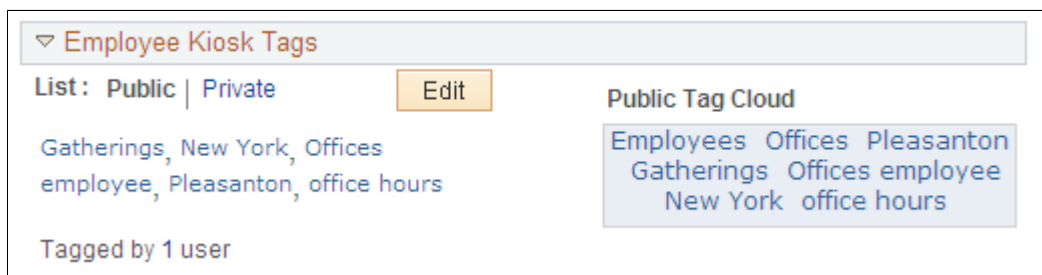 Employee Kiosk Tags
List : Public | Private Edit
Gatherings, New York, Offices
employee, Pleasanton, office hours
Tagged by 1 user
Public Tag Cloud
Employees Offices Pleasanton
Gatherings Offices employee
New York office hours